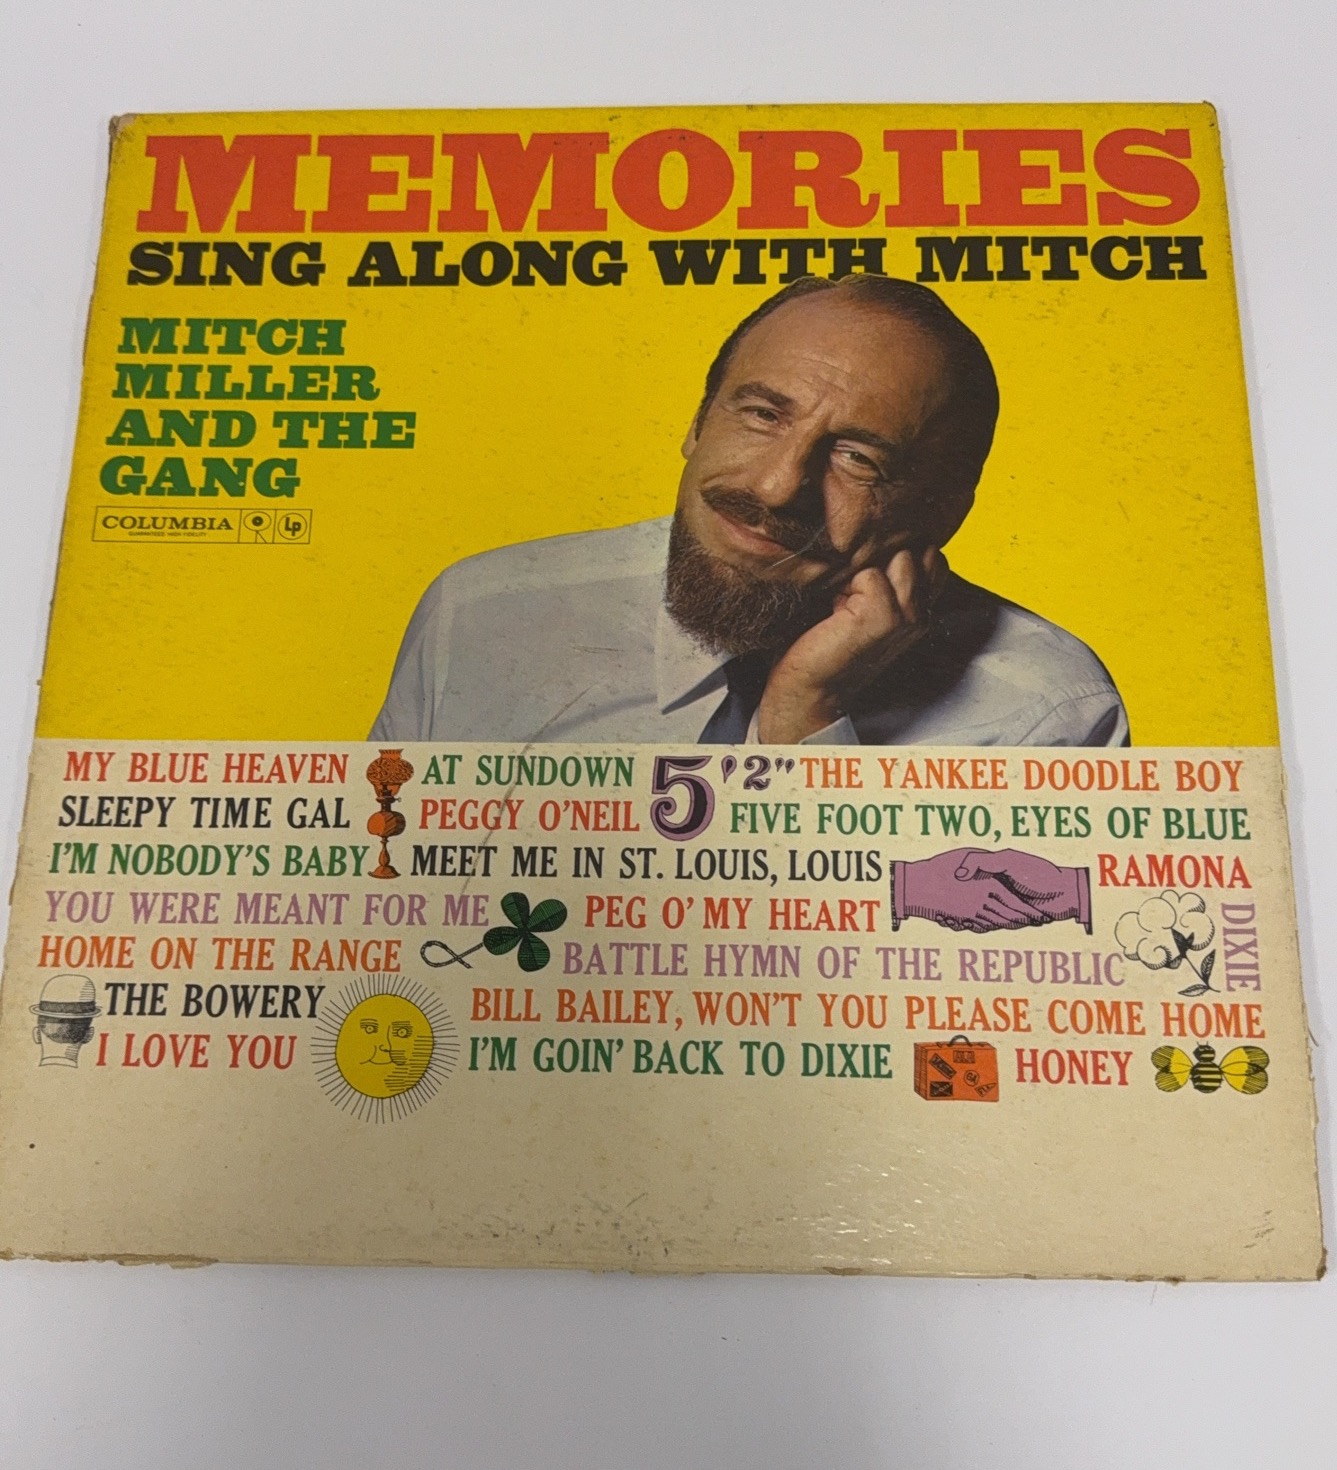 MEMORIES
SING ALONG WITH MITCH
MITCH
MILLER
AND THE
GANG
COLUMBIA Lp
GUARANTEED HIGH FIDELITY
MY BLUE HEAVEN AT SUNDOWN 5'2" THE YANKEE DOODLE BOY
SLEEPY TIME GAL PEGGY O'NEIL FIVE FOOT TWO, EYES OF BLUE
I'M NOBODY'S BABY MEET ME IN ST. LOUIS, LOUIS RAMONA
YOU WERE MEANT FOR ME PEG O' MY HEART DIXIE
HOME ON THE RANGE BATTLE HYMN OF THE REPUBLIC
THE BOWERY BILL BAILEY, WON'T YOU PLEASE COME HOME
I LOVE YOU I'M GOIN' BACK TO DIXIE HONEY